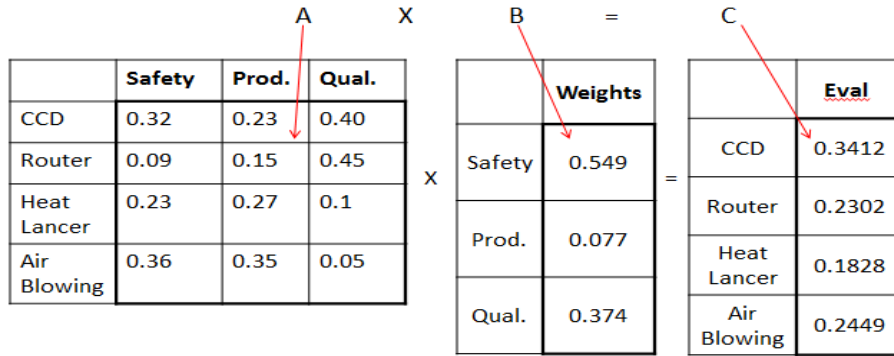 A X B = C
Safety Prod. Qual.
CCD 0.32 0.23 0.40
Router 0.09 0.15 0.45
Heat
Lancer 0.23 0.27 0.1
Air
Blowing 0.36 0.35 0.05
X
Weights
Safety 0.549
Prod. 0.077
Qual. 0.374
=
Eval
CCD 0.3412
Router 0.2302
Heat
Lancer 0.1828
Air
Blowing 0.2449